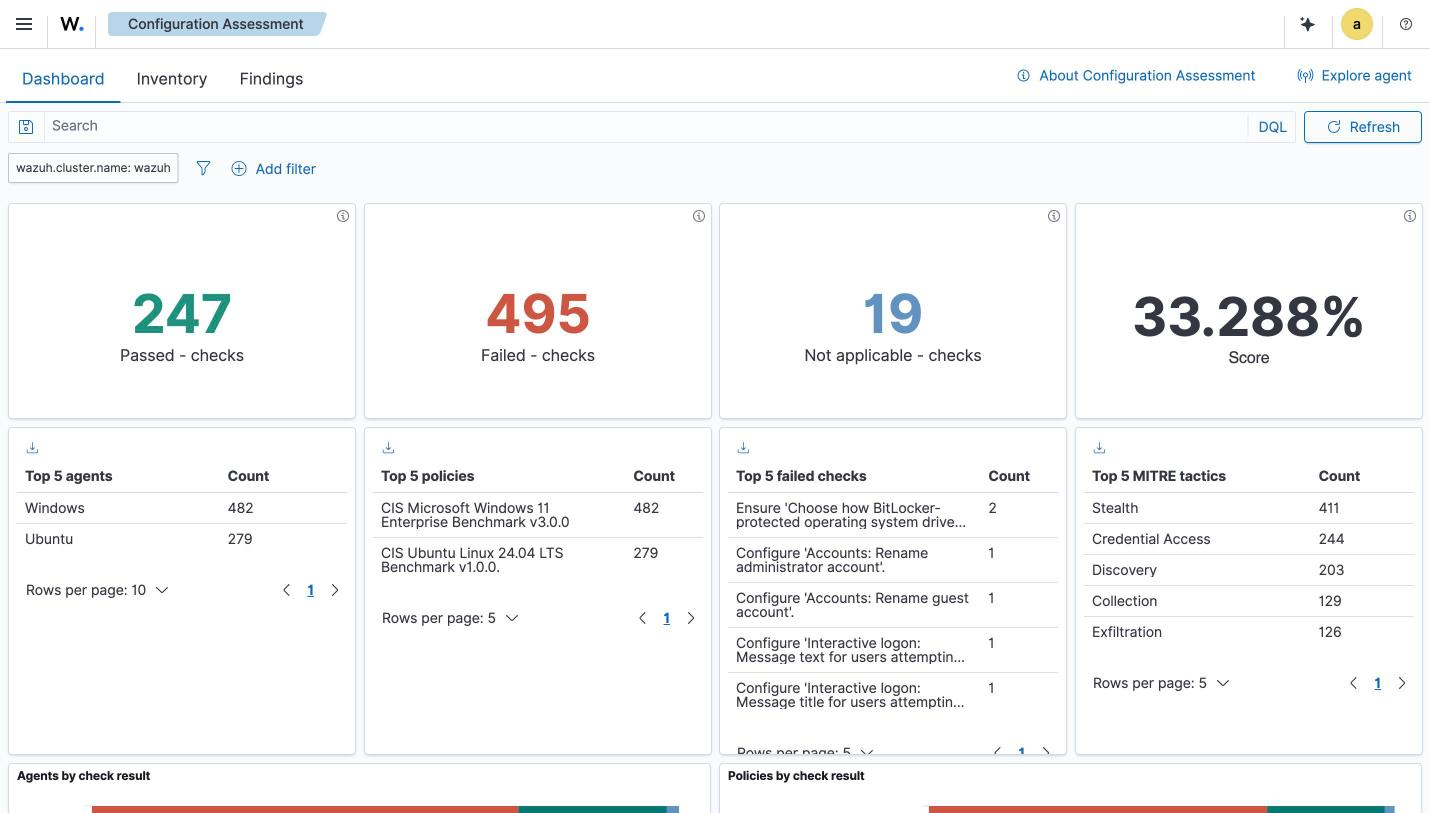 W. Configuration Assessment a
Dashboard Inventory Findings About Configuration Assessment Explore agent
Search DQL Refresh
wazuh.cluster.name: wazuh Add filter
247
Passed - checks
495
Failed - checks
19
Not applicable - checks
33.288%
Score
Top 5 agents Count
Windows 482
Ubuntu 279
Rows per page: 10 1
Top 5 policies Count
CIS Microsoft Windows 11 482
Enterprise Benchmark v3.0.0
CIS Ubuntu Linux 24.04 LTS 279
Benchmark v1.0.0.
Rows per page: 5 1
Top 5 failed checks Count
Ensure 'Choose how BitLocker- 2
protected operating system drive...
Configure 'Accounts: Rename 1
administrator account'.
Configure 'Accounts: Rename guest 1
account'.
Configure 'Interactive logon: 1
Message text for users attemptin...
Configure 'Interactive logon: 1
Message title for users attemptin...
Rows per page: 5 1
Top 5 MITRE tactics Count
Stealth 411
Credential Access 244
Discovery 203
Collection 129
Exfiltration 126
Rows per page: 5 1
Agents by check result
Policies by check result